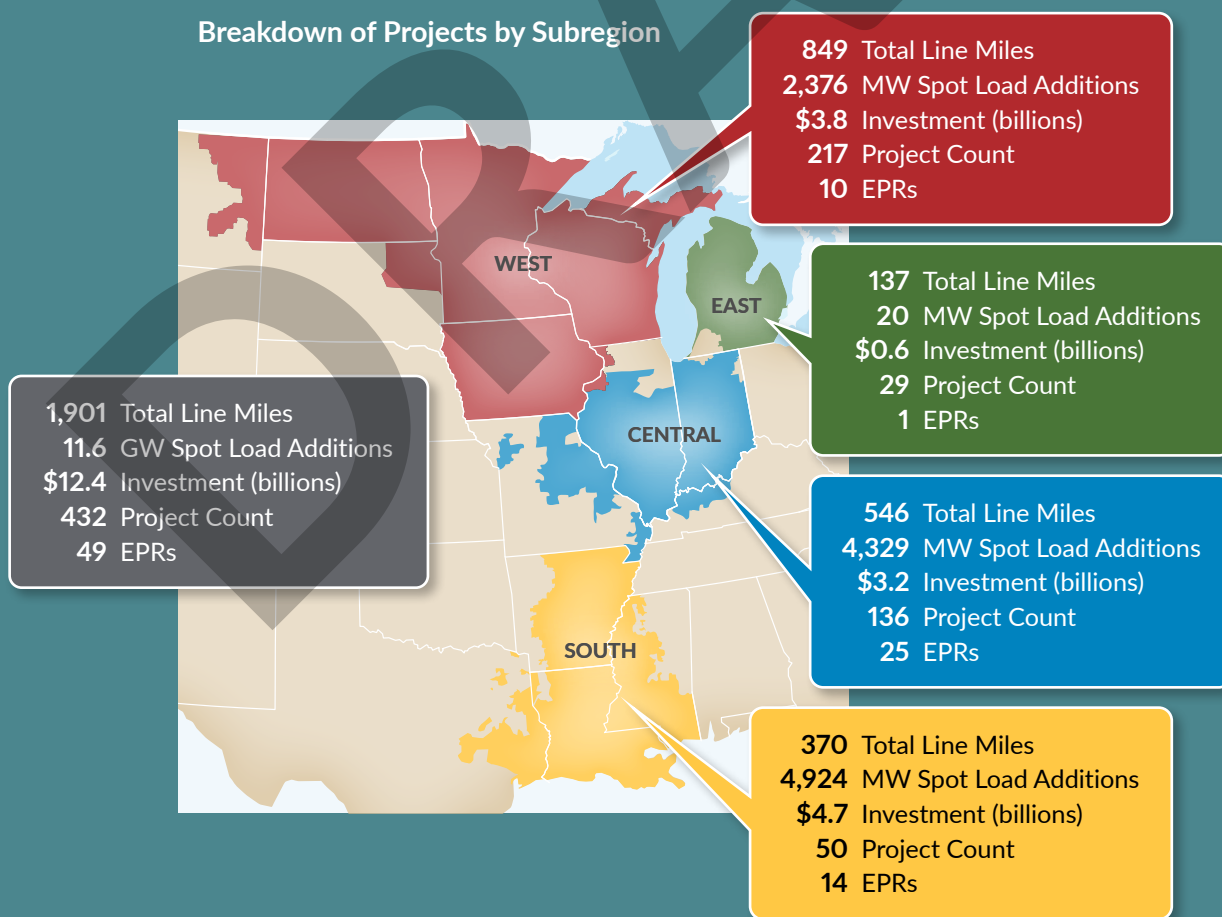 Breakdown of Projects by Subregion
849 Total Line Miles
2,376 MW Spot Load Additions
$3.8 Investment (billions)
217 Project Count
10 EPRs
WEST
EAST
137 Total Line Miles
20 MW Spot Load Additions
$0.6 Investment (billions)
29 Project Count
1 EPRs
1,901 Total Line Miles
11.6 GW Spot Load Additions
$12.4 Investment (billions)
432 Project Count
49 EPRs
CENTRAL
546 Total Line Miles
4,329 MW Spot Load Additions
$3.2 Investment (billions)
136 Project Count
25 EPRs
SOUTH
370 Total Line Miles
4,924 MW Spot Load Additions
$4.7 Investment (billions)
50 Project Count
14 EPRs